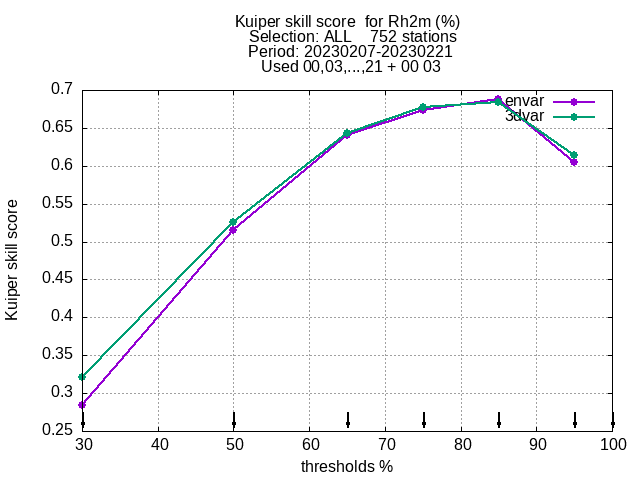 Kuiper skill score  for Rh2m (%)
Selection: ALL    752 stations
Period: 20230207-20230221
Used 00,03,...,21 + 00 03
envar
3dvar
0.7
0.65
0.6
0.55
0.5
0.45
0.4
0.35
0.3
0.25
Kuiper skill score
30
40
50
60
70
80
90
100
thresholds %